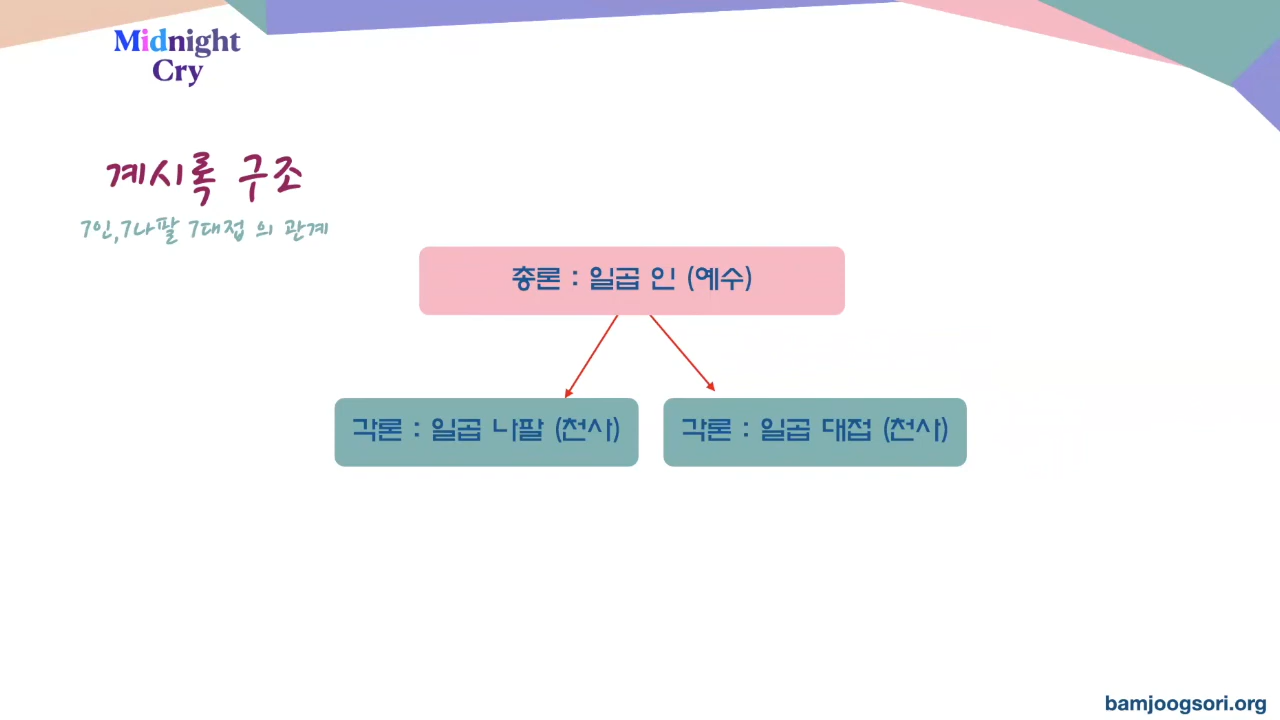 Midnight
Cry
계시록 구조
7인,7나팔 7대접 의 관계
총론 : 일곱 인 (예수)
각론 : 일곱 나팔 (천사)
각론 : 일곱 대접 (천사)
bamjoogsori.org